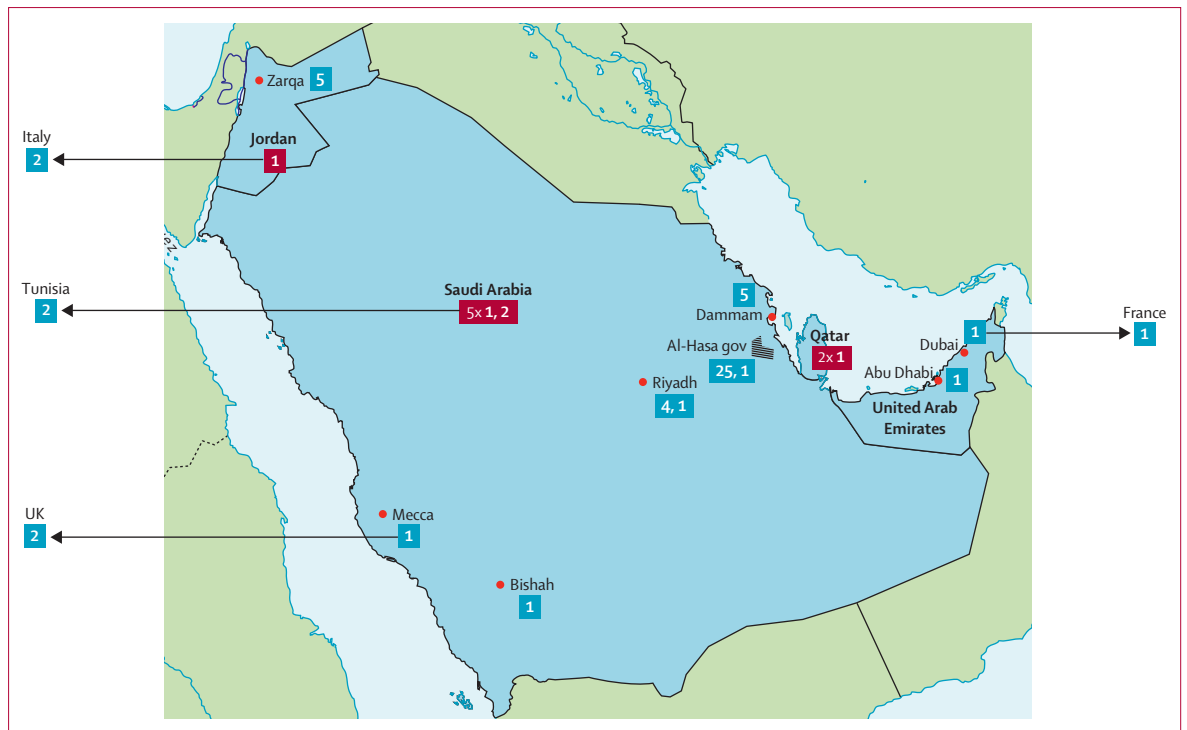 Zarqa 5
Italy
2
Jordan
1
Tunisia
2
Saudi Arabia
5x 1, 2
5
Dammam
Al-Hasa gov
25, 1
Qatar
2x 1
France
1
1
Dubai
Abu Dhabi 1
Riyadh
4, 1
United Arab
Emirates
UK
2
Mecca
1
Bishah
1